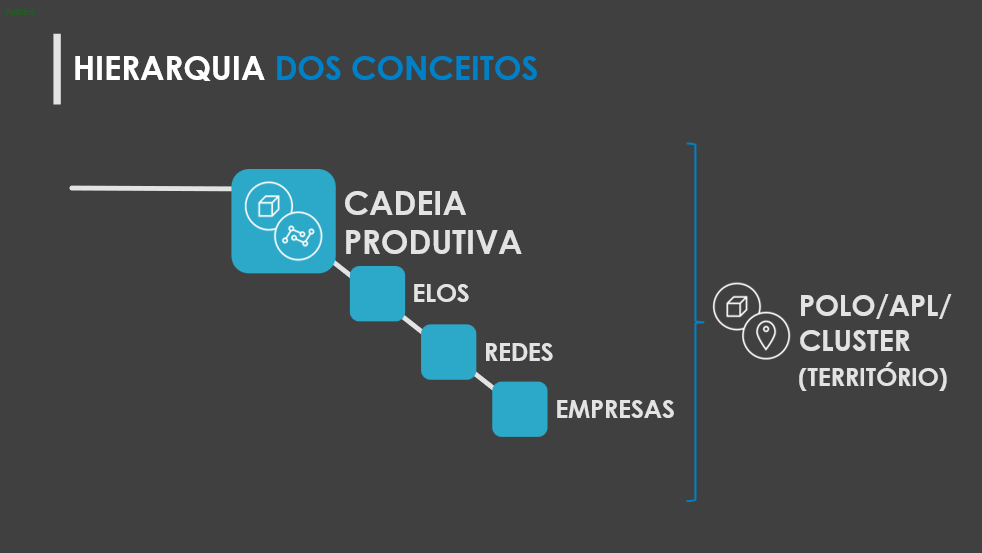 HIERARQUIA DOS CONCEITOS
CADEIA
PRODUTIVA
ELOS
REDES
EMPRESAS
POLO/APL/
CLUSTER
(TERRITÓRIO)